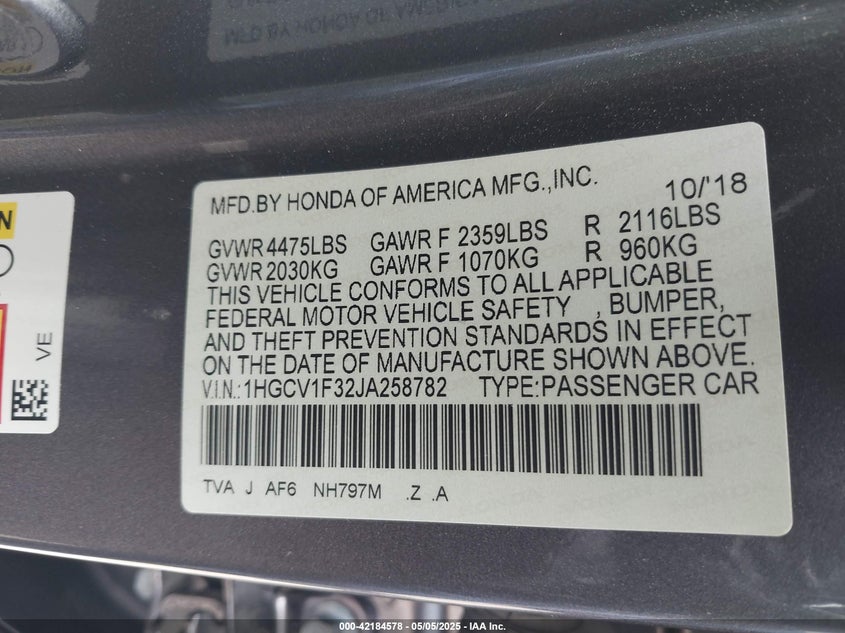 MFD.BY HONDA OF AMERICA MFG.,INC. 10/'18
GVWR 4475LBS GAWR F 2359LBS R 2116LBS
GVWR 2030KG GAWR F 1070KG R 960KG
THIS VEHICLE CONFORMS TO ALL APPLICABLE
FEDERAL MOTOR VEHICLE SAFETY , BUMPER,
AND THEFT PREVENTION STANDARDS IN EFFECT
ON THE DATE OF MANUFACTURE SHOWN ABOVE.
V.I.N.:1HGCV1F32JA258782 TYPE:PASSENGER CAR
TVA J AF6 NH797M .Z .A
VE
000-42184578 - 05/05/2025 - IAA Inc.